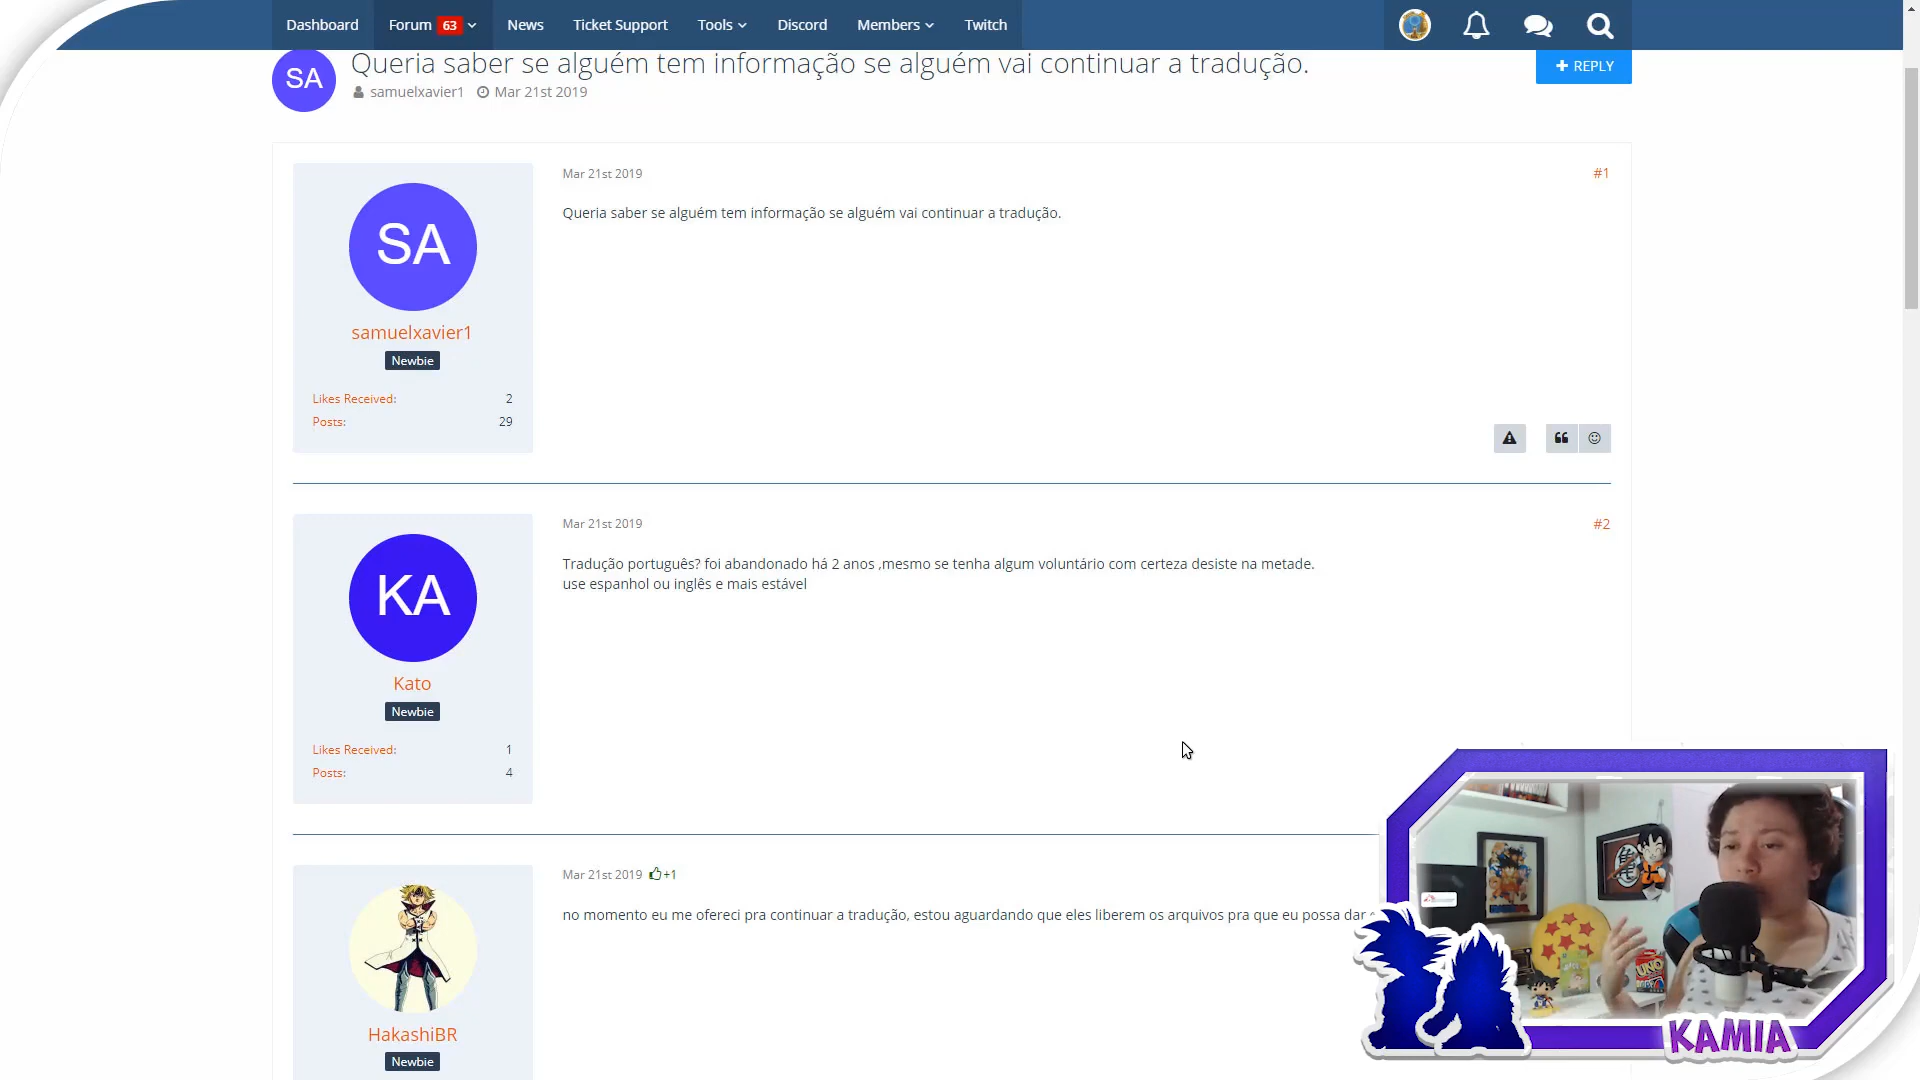 Dashboard
Forum 63
News
Ticket Support
Tools
Discord
Members
Twitch
SA
Queria saber se alguém tem informação se alguém vai continuar a tradução.
samuelxavier1 Mar 21st 2019
+ REPLY
Mar 21st 2019
#1
SA
Queria saber se alguém tem informação se alguém vai continuar a tradução.
samuelxavier1
Newbie
Likes Received: 2
Posts: 29
Mar 21st 2019
#2
KA
Tradução português? foi abandonado há 2 anos ,mesmo se tenha algum voluntário com certeza desiste na metade.
use espanhol ou inglês e mais estável
Kato
Newbie
Likes Received: 1
Posts: 4
Mar 21st 2019 +1
no momento eu me ofereci pra continuar a tradução, estou aguardando que eles liberem os arquivos pra que eu possa dar
HakashiBR
Newbie
UNO
KAMIA